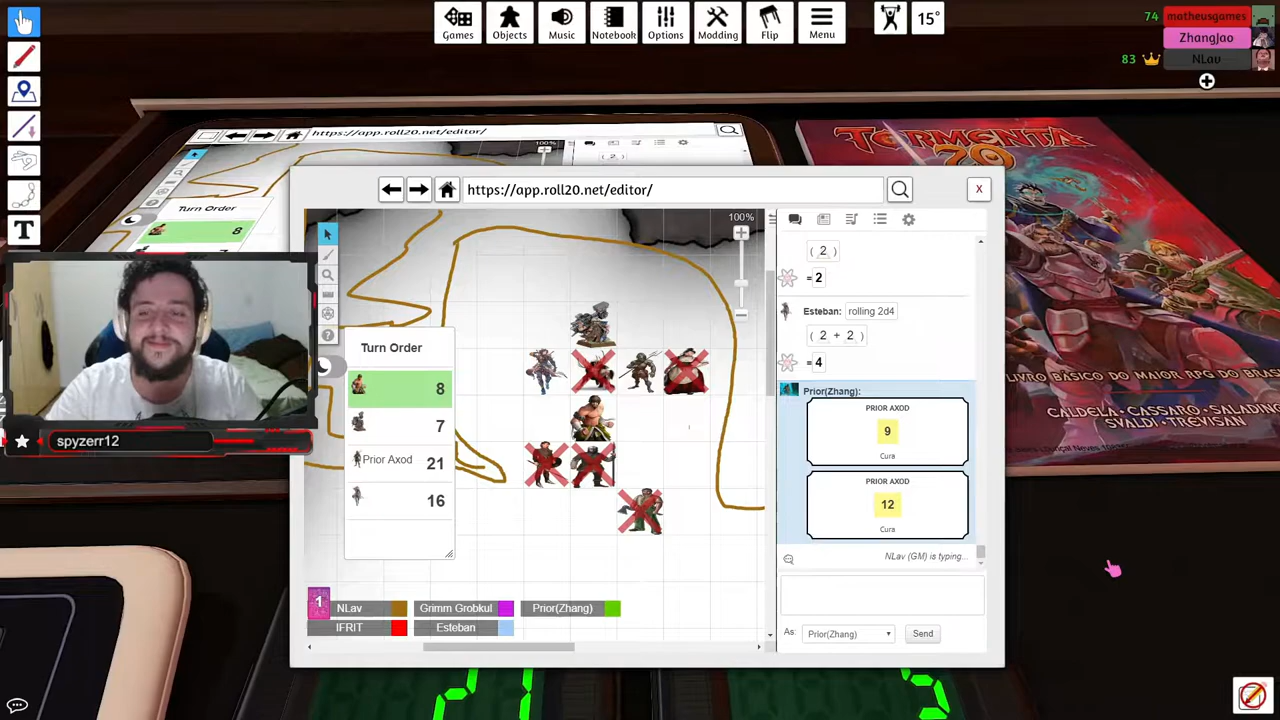 Games
Objects
Music
Notebook
Options
Modding
Flip
Menu
15°
74 matheusgames
ZhangJao
83 NLav
https://app.roll20.net/editor/
100%
( 2 )
Turn Order
8
TORMENTA
20
https://app.roll20.net/editor/
X
100%
Turn Order
8
7
Prior Axod 21
16
( 2 )
= 2
Esteban: rolling 2d4
( 2 + 2 )
= 4
Prior(Zhang):
PRIOR AXOD
9
Cura
PRIOR AXOD
12
Cura
NLav (GM) is typing...
As: Prior(Zhang) Send
1
NLav
Grimm Grobkul
Prior(Zhang)
IFRIT
Esteban
spyzerr12
T
LIVRO BÁSICO DO MAIOR RPG DO BRASIL
CALDELA · CASSARO · SALADINO
SVALDI · TREVISAN